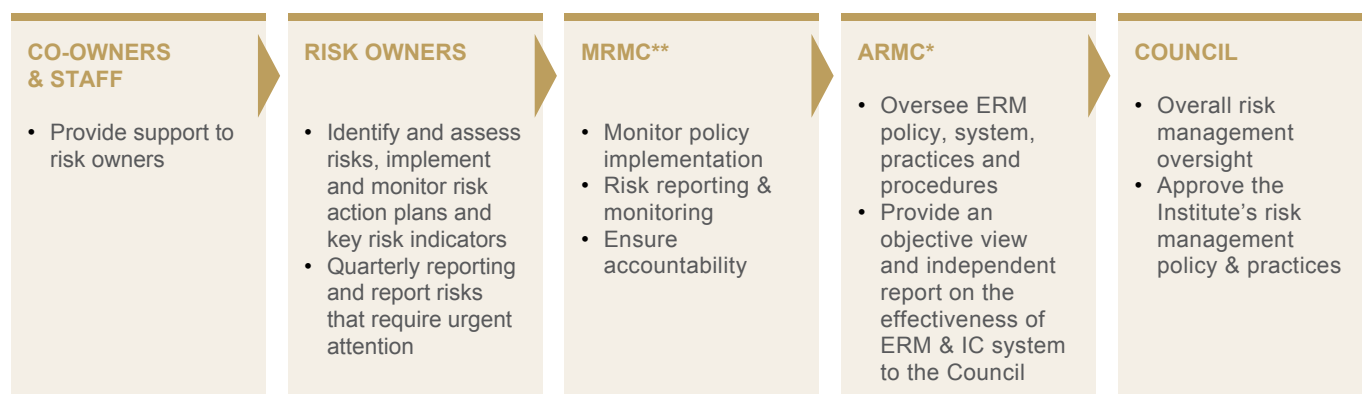 CO-OWNERS
& STAFF
• Provide support to
risk owners
RISK OWNERS
• Identify and assess
risks, implement
and monitor risk
action plans and
key risk indicators
• Quarterly reporting
and report risks
that require urgent
attention
MRMC**
• Monitor policy
implementation
• Risk reporting &
monitoring
• Ensure
accountability
ARMC*
• Oversee ERM
policy, system,
practices and
procedures
• Provide an
objective view
and independent
report on the
effectiveness of
ERM & IC system
to the Council
COUNCIL
• Overall risk
management
oversight
• Approve the
Institute's risk
management
policy & practices